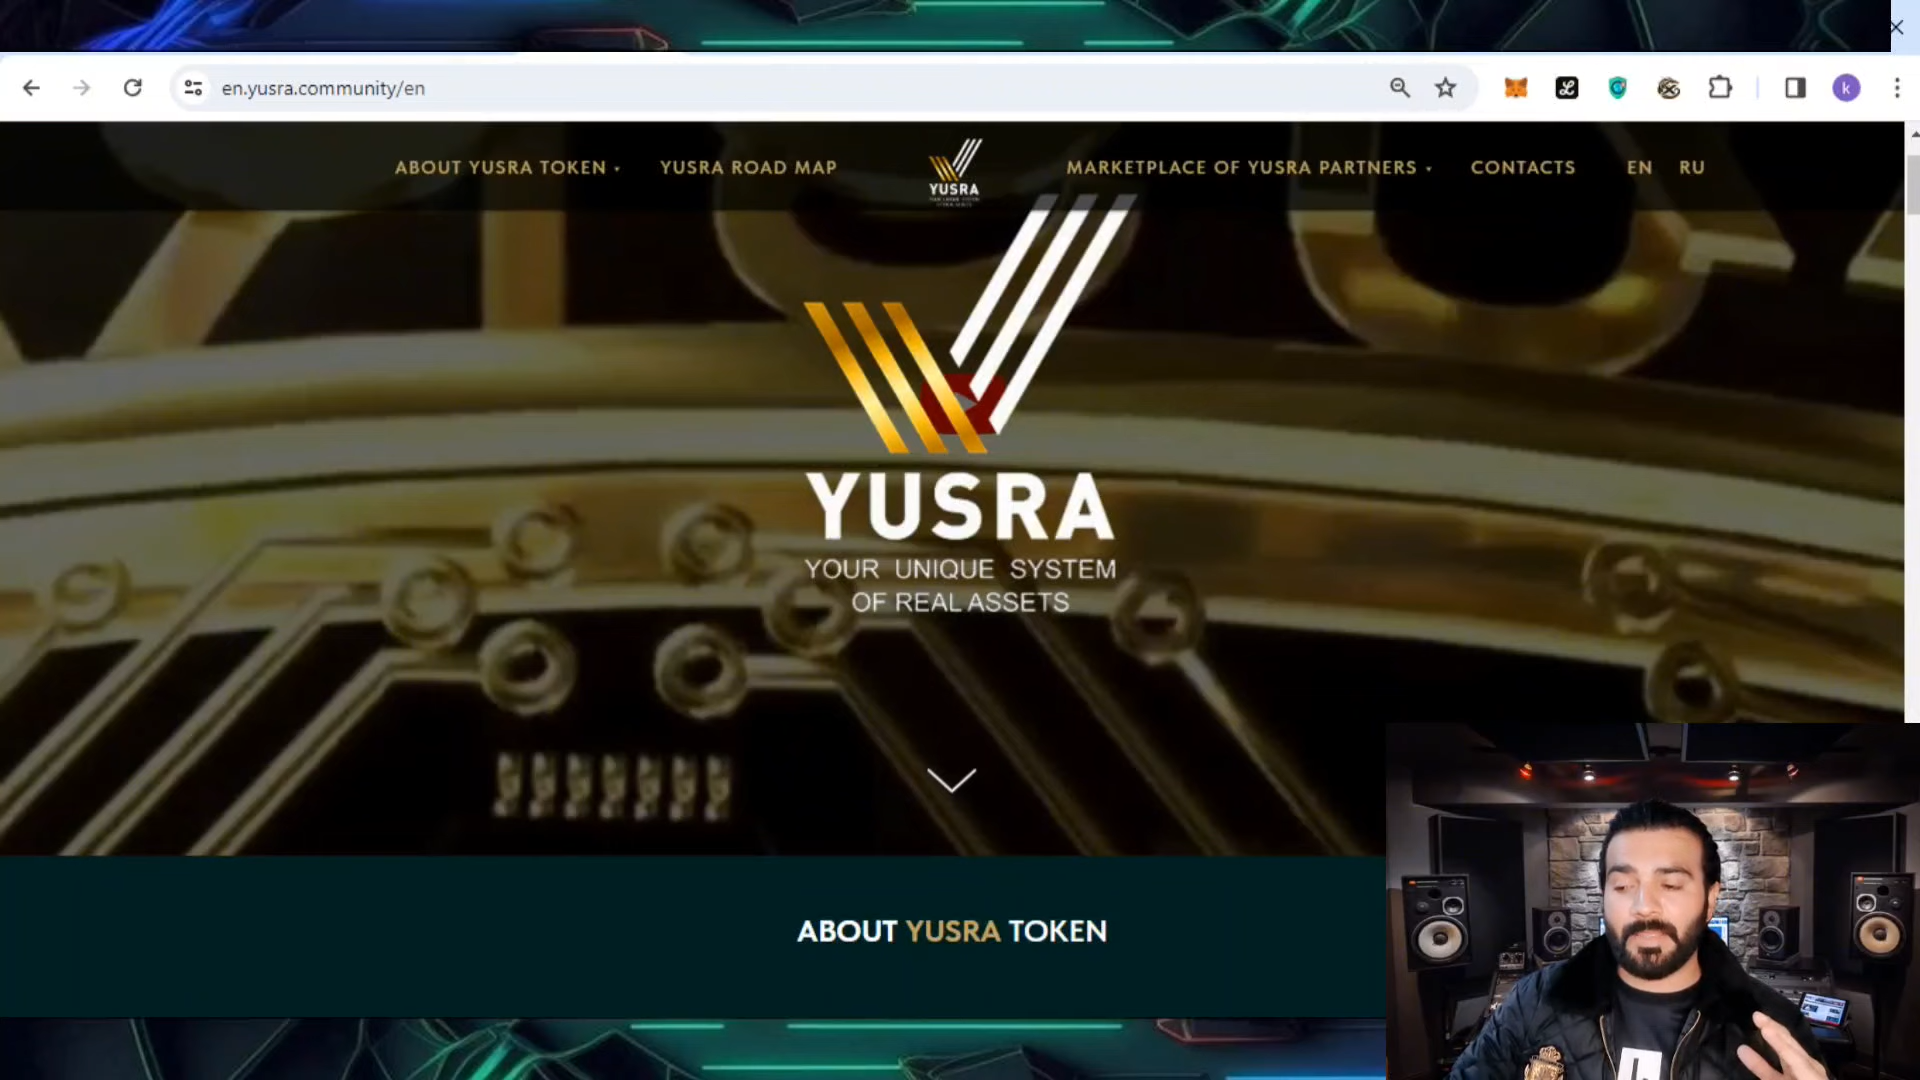 en.yusra.community/en
k
ABOUT YUSRA TOKEN
YUSRA ROAD MAP
YUSRA
MARKETPLACE OF YUSRA PARTNERS
CONTACTS
EN
RU
YUSRA
YOUR UNIQUE SYSTEM
OF REAL ASSETS
ABOUT YUSRA TOKEN